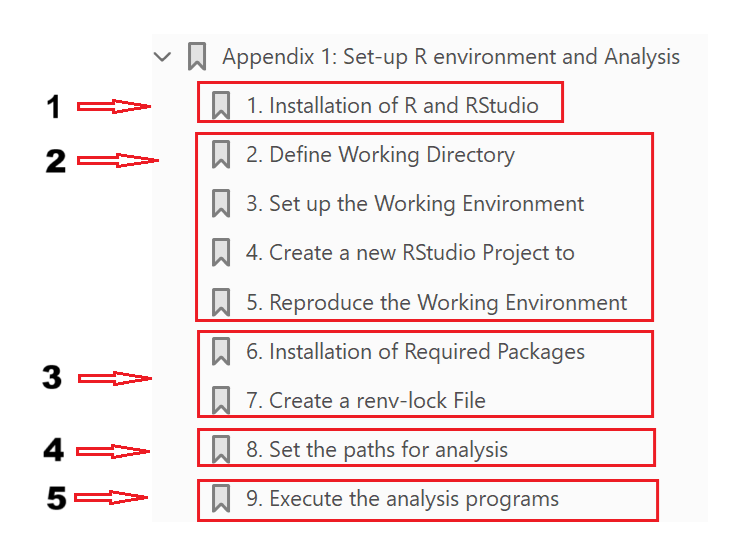 Appendix 1: Set-up R environment and Analysis
1 1. Installation of R and RStudio
2 2. Define Working Directory
3. Set up the Working Environment
4. Create a new RStudio Project to
5. Reproduce the Working Environment
6. Installation of Required Packages
3
7. Create a renv-lock File
4 8. Set the paths for analysis
5 9. Execute the analysis programs